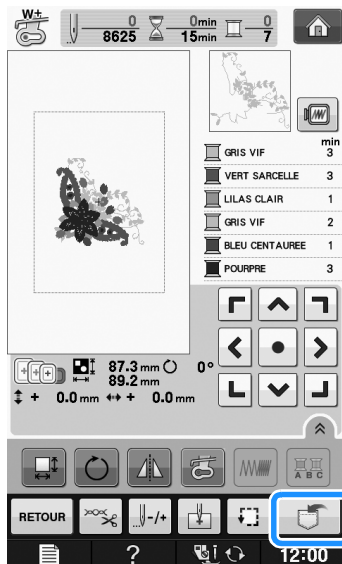 W+
0 0min 0
8625 15min 7
min
GRIS VIF 3
VERT SARCELLE 3
LILAS CLAIR 1
GRIS VIF 2
BLEU CENTAUREE 1
POURPRE 3
87.3 mm 0°
89.2 mm
+ 0.0 mm + 0.0 mm
A B C
RETOUR -/+
? 12:00